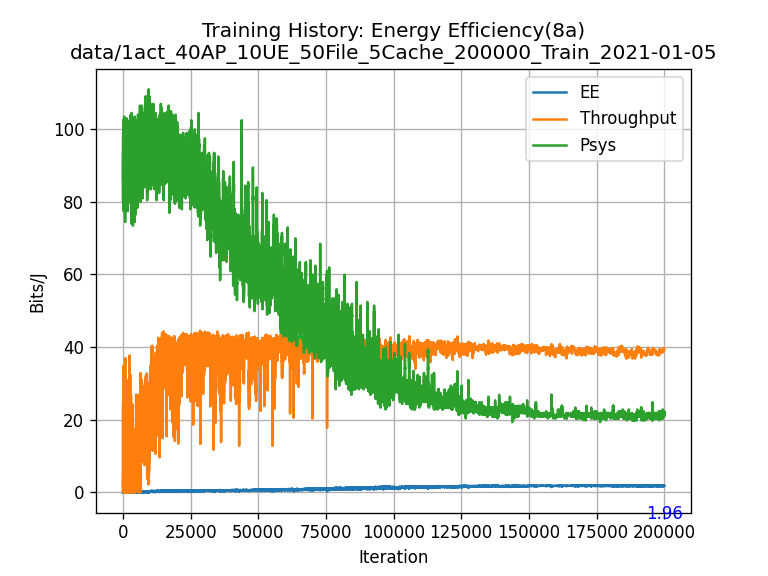 Training History: Energy Efficiency(8a)
data/1act_40AP_10UE_50File_5Cache_200000_Train_2021-01-05
EE
Throughput
Psys
100
80
60
40
20
0
Bits/J
1.96
0 25000 50000 75000 100000 125000 150000 175000 200000
Iteration